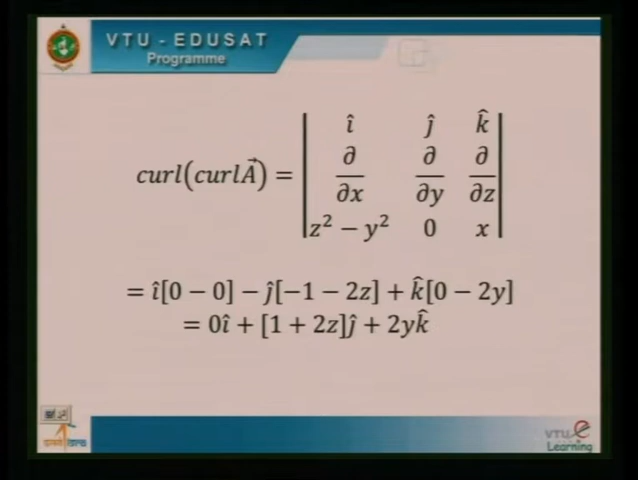 VTU - EDUSAT
Programme
î ĵ k̂
curl(curlA⃗) = ∂/∂x ∂/∂y ∂/∂z
z² − y² 0 x
= î[0 − 0] − ĵ[−1 − 2z] + k̂[0 − 2y]
= 0î + [1 + 2z]ĵ + 2yk̂
VTU e
Learning